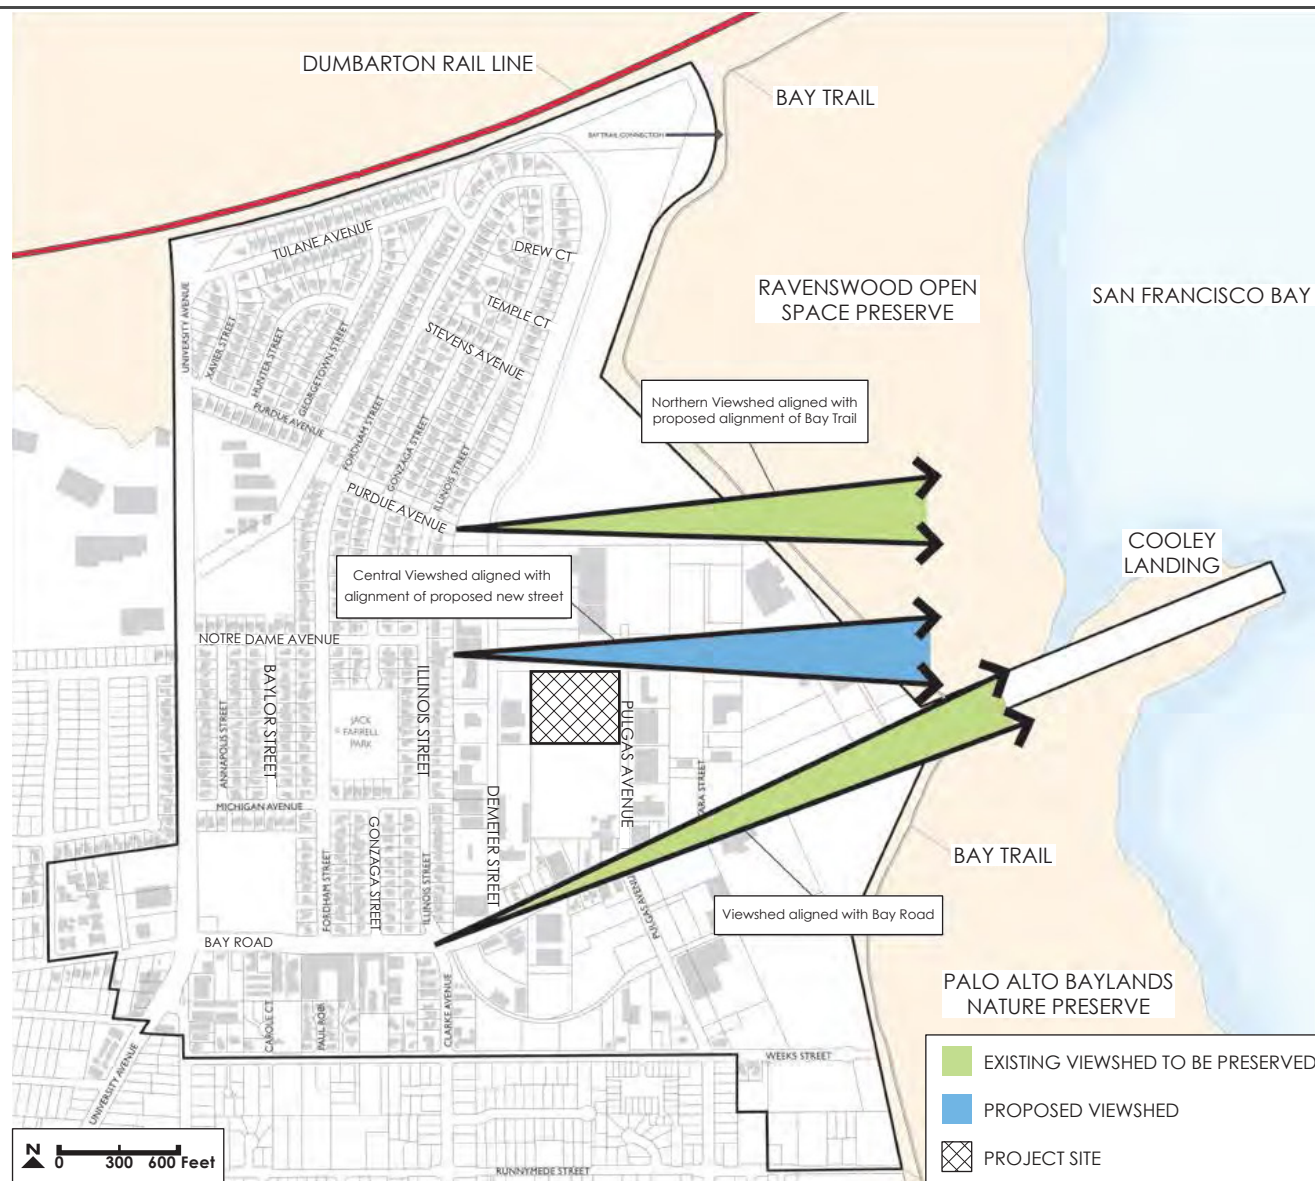 DUMBARTON RAIL LINE
BAY TRAIL
BAY TRAIL CONNECTION
TULANE AVENUE
DREW CT
TEMPLE CT
STEVENS AVENUE
UNIVERSITY AVENUE
XAVIER STREET
HUNTER STREET
GEORGETOWN STREET
PURDUE AVENUE
FORDHAM STREET
GONZAGA STREET
ILLINOIS STREET
PURDUE AVENUE
RAVENSWOOD OPEN
SPACE PRESERVE
SAN FRANCISCO BAY
Northern Viewshed aligned with
proposed alignment of Bay Trail
COOLEY
LANDING
Central Viewshed aligned with
alignment of proposed new street
NOTRE DAME AVENUE
ANNAPOLIS STREET
BAYLOR STREET
JACK
FARRELL
PARK
ILLINOIS STREET
PULGAS AVENUE
DEMETER STREET
ARA STREET
MICHIGAN AVENUE
FORDHAM STREET
GONZAGA STREET
ILLINOIS STREET
PULGAS AVENUE
BAY TRAIL
Viewshed aligned with Bay Road
BAY ROAD
CAROLE CT
PAUL ROBI
CLARKE AVENUE
UNIVERSITY AVENUE
WEEKS STREET
RUNNYMEDE STREET
PALO ALTO BAYLANDS
NATURE PRESERVE
EXISTING VIEWSHED TO BE PRESERVED
PROPOSED VIEWSHED
PROJECT SITE
N
0 300 600 Feet